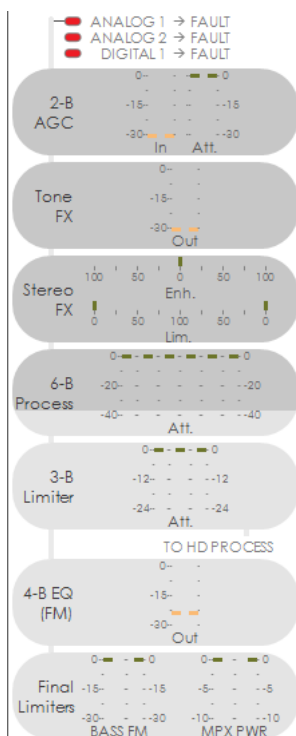 ANALOG 1 → FAULT
ANALOG 2 → FAULT
DIGITAL 1 → FAULT
2-B
AGC
0-- --0
-15-- --15
-30-- --30
In Att.
Tone
FX
0--
-15--
-30--
Out
Stereo
FX
100 50 0 50 100
Enh.
0 50 100 50 0
Lim.
6-B
Process
0-- --0
-20-- --20
-40-- --40
Att.
3-B
Limiter
0-- --0
-12-- --12
-24-- --24
Att.
TO HD PROCESS
4-B EQ
(FM)
0--
-15--
-30--
Out
Final
Limiters
0-- --0 0-- --0
-15-- --15 -5-- --5
-30-- --30 -10-- --10
BASS FM MPX PWR